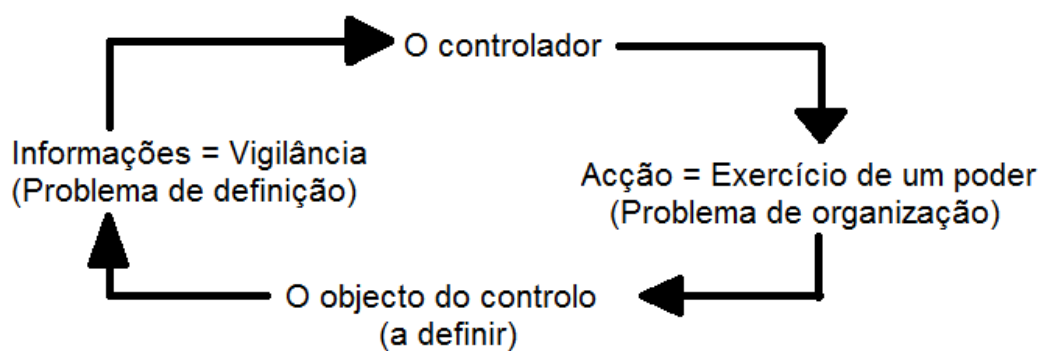 O controlador
Informações = Vigilância
(Problema de definição)
Acção = Exercício de um poder
(Problema de organização)
O objecto do controlo
(a definir)